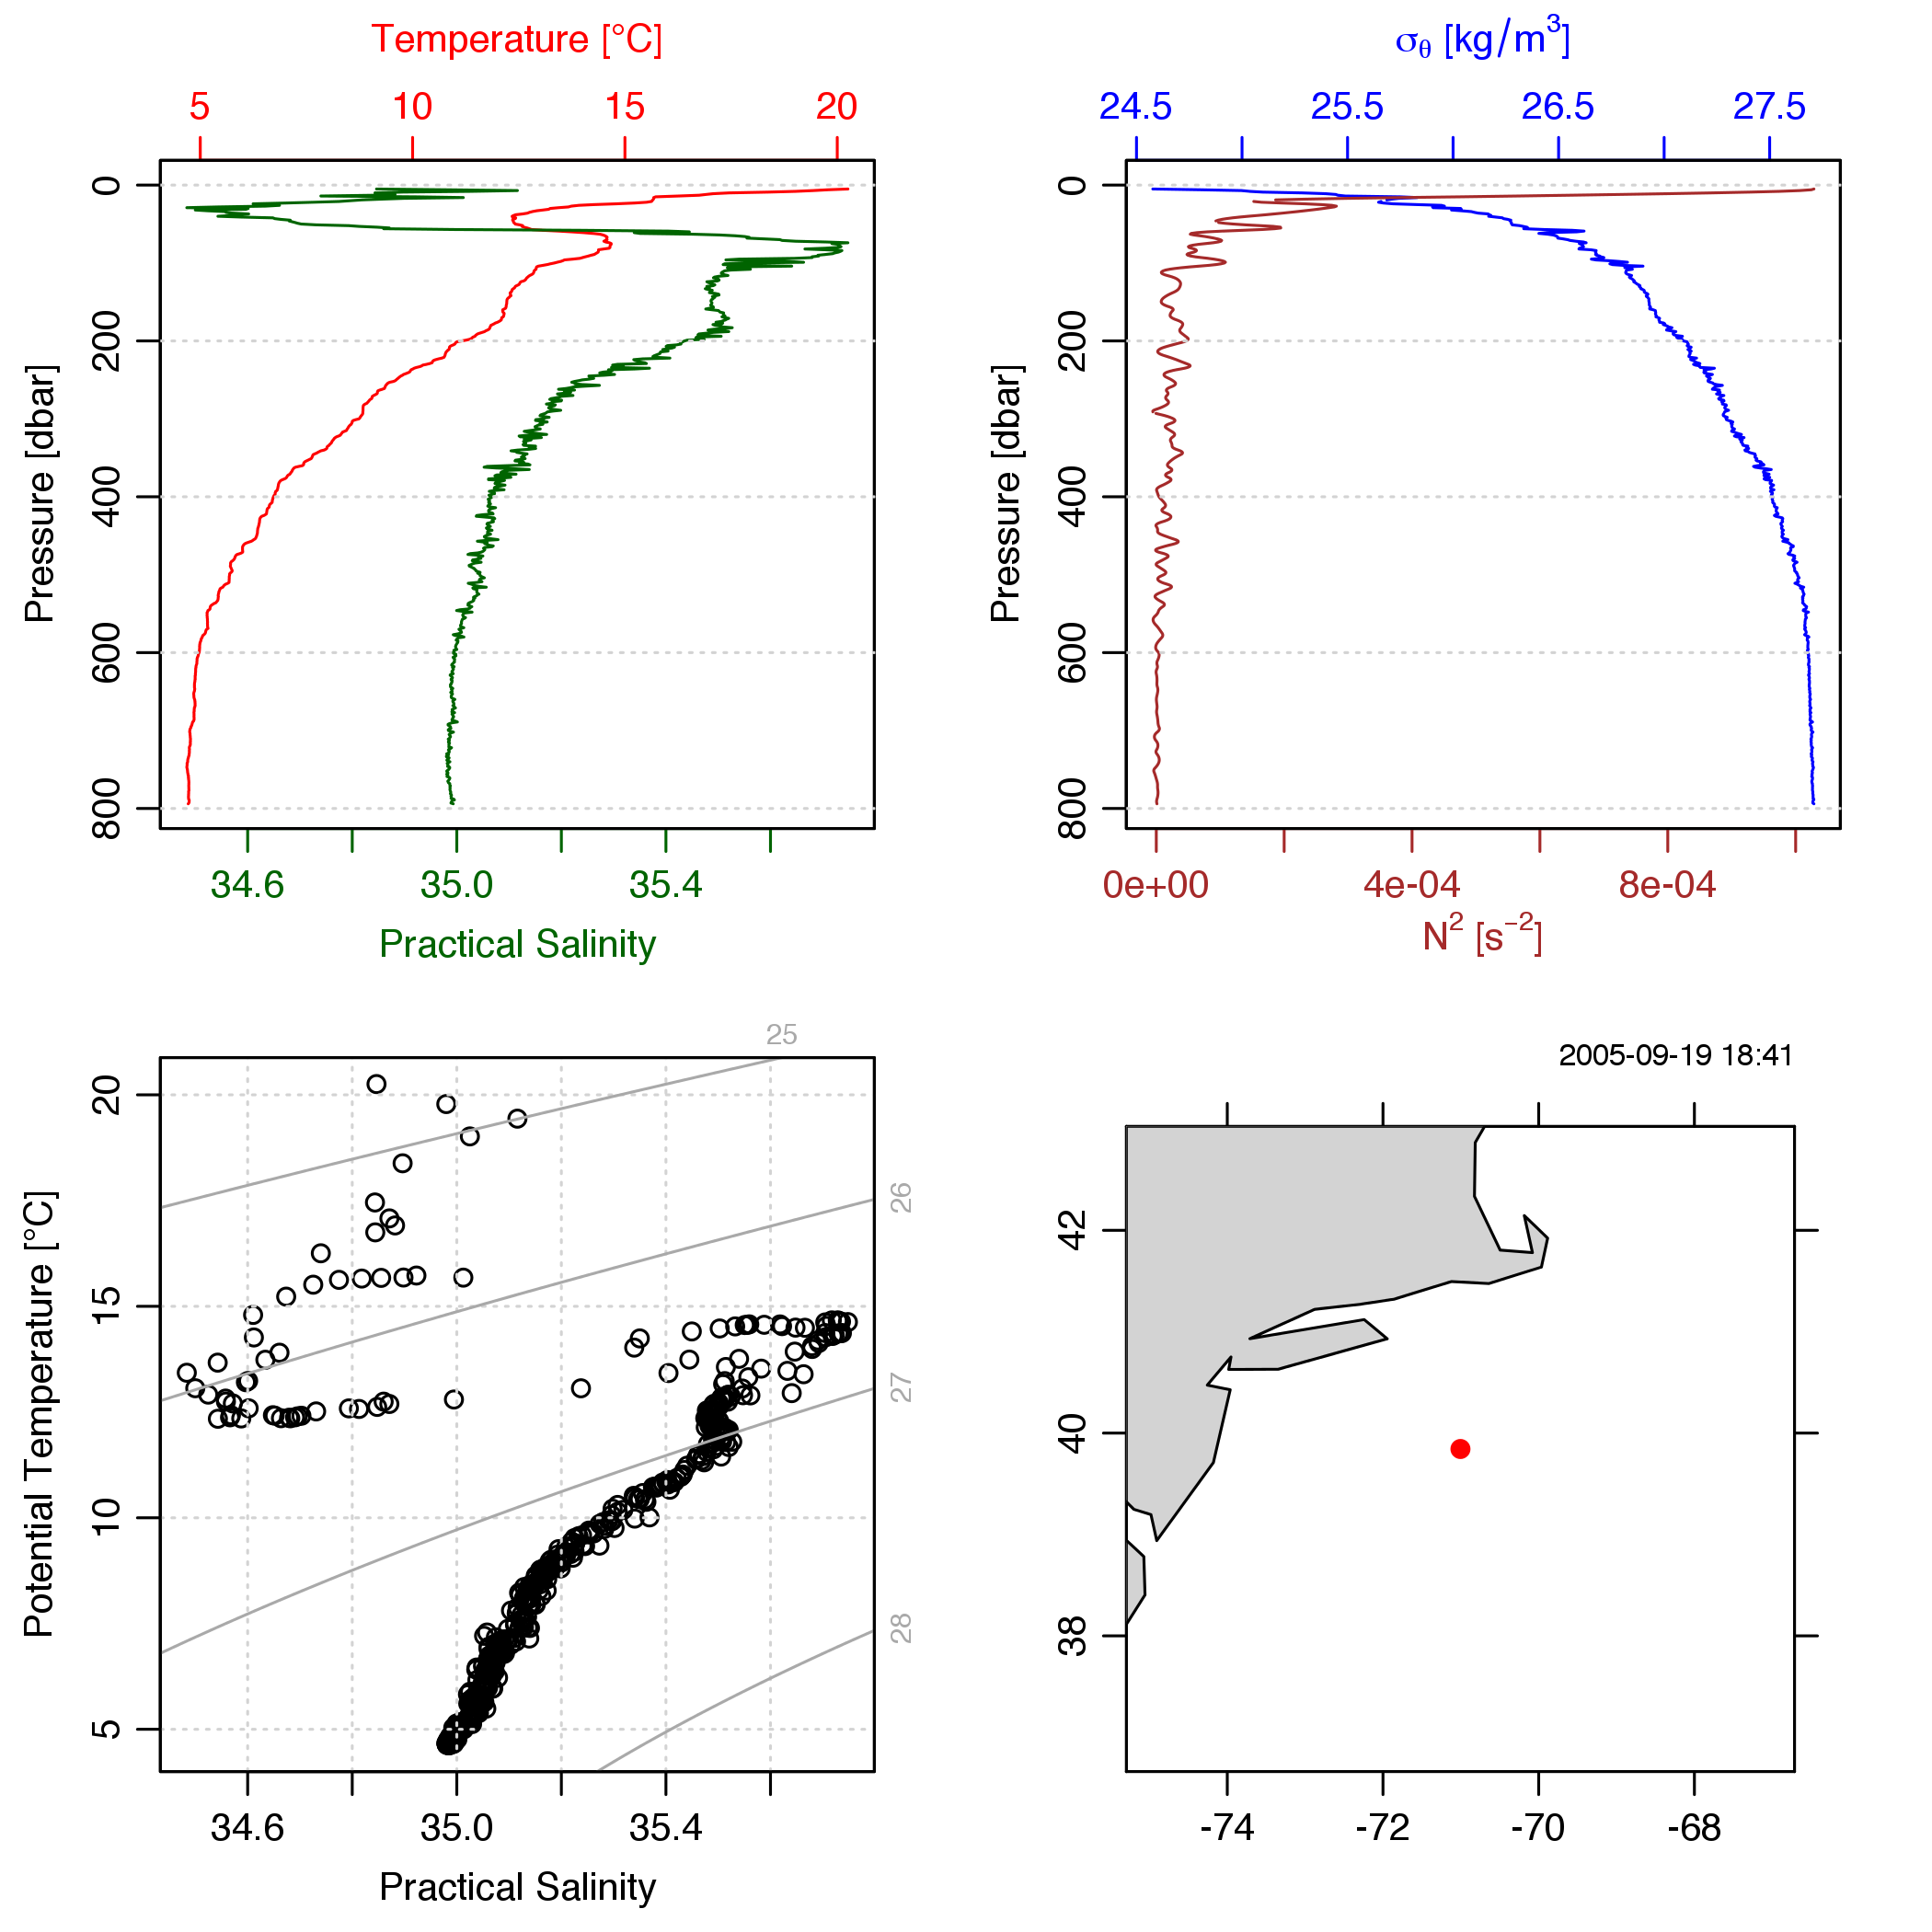 Temperature [°C]
5 10 15 20
0
200
400
600
800
Pressure [dbar]
34.6 35.0 35.4
Practical Salinity
σθ [kg/m³]
24.5 25.5 26.5 27.5
0
200
400
600
800
Pressure [dbar]
0e+00 4e-04 8e-04
N² [s⁻²]
25
26
27
28
20
15
10
5
Potential Temperature [°C]
34.6 35.0 35.4
Practical Salinity
2005-09-19 18:41
42
40
38
-74 -72 -70 -68